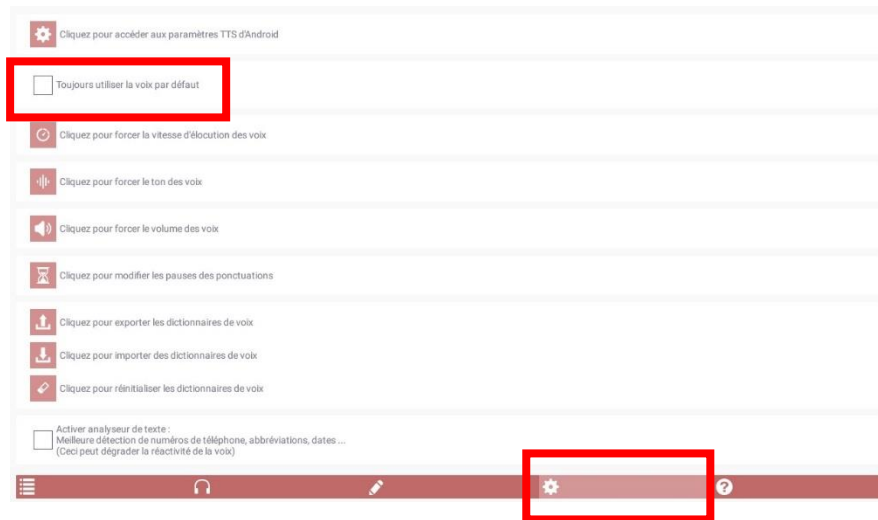 Cliquez pour accéder aux paramètres TTS d'Android
Toujours utiliser la voix par défaut
Cliquez pour forcer la vitesse d'élocution des voix
Cliquez pour forcer le ton des voix
Cliquez pour forcer le volume des voix
Cliquez pour modifier les pauses des ponctuations
Cliquez pour exporter les dictionnaires de voix
Cliquez pour importer des dictionnaires de voix
Cliquez pour réinitialiser les dictionnaires de voix
Activer analyseur de texte :
Meilleure détection de numéros de téléphone, abbréviations, dates ...
(Ceci peut dégrader la réactivité de la voix)